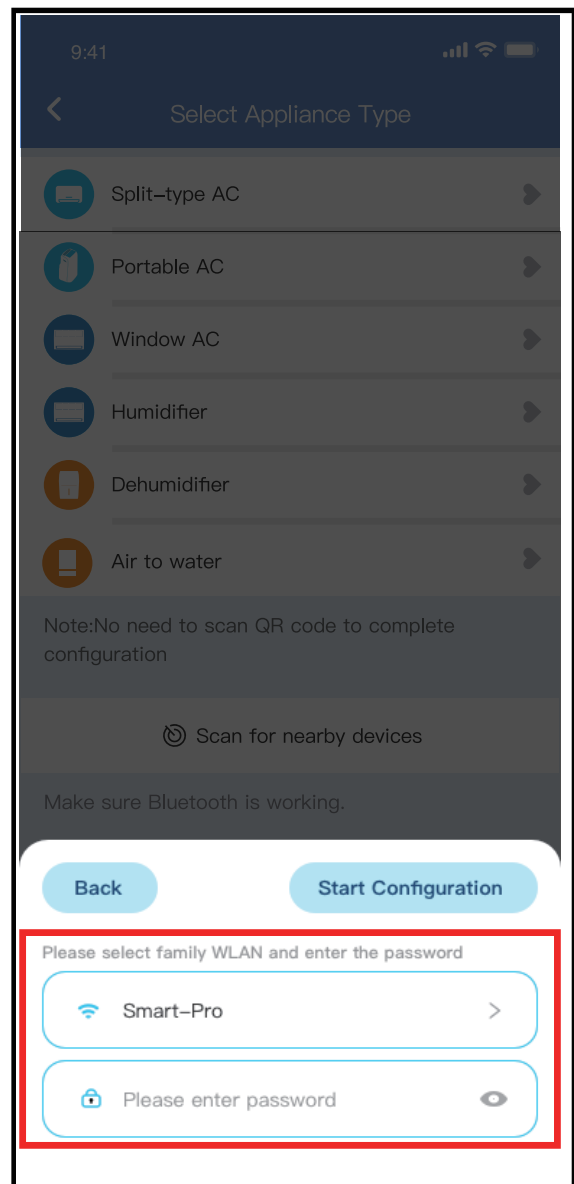 9:41
Select Appliance Type
Split-type AC
Portable AC
Window AC
Humidifier
Dehumidifier
Air to water
Note:No need to scan QR code to complete
configuration
Scan for nearby devices
Make sure Bluetooth is working.
Back
Start Configuration
Please select family WLAN and enter the password
Smart-Pro
Please enter password